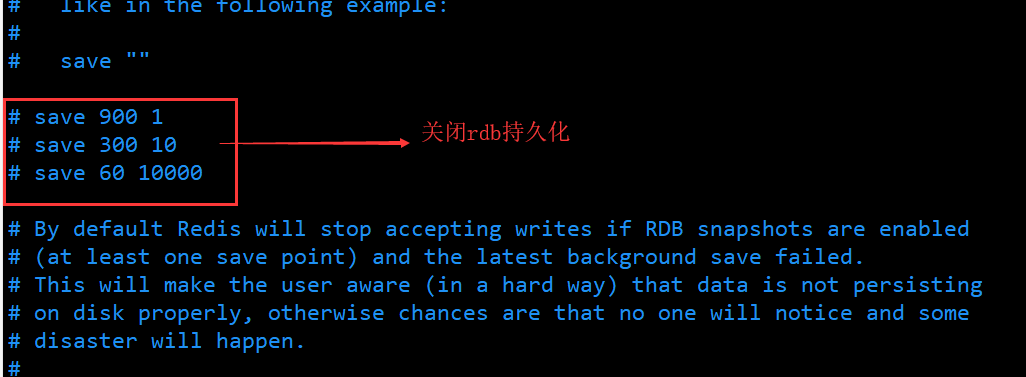 #   like in the following example:
#
#   save ""
# save 900 1
# save 300 10
# save 60 10000
关闭rdb持久化
# By default Redis will stop accepting writes if RDB snapshots are enabled
# (at least one save point) and the latest background save failed.
# This will make the user aware (in a hard way) that data is not persisting
# on disk properly, otherwise chances are that no one will notice and some
# disaster will happen.
#